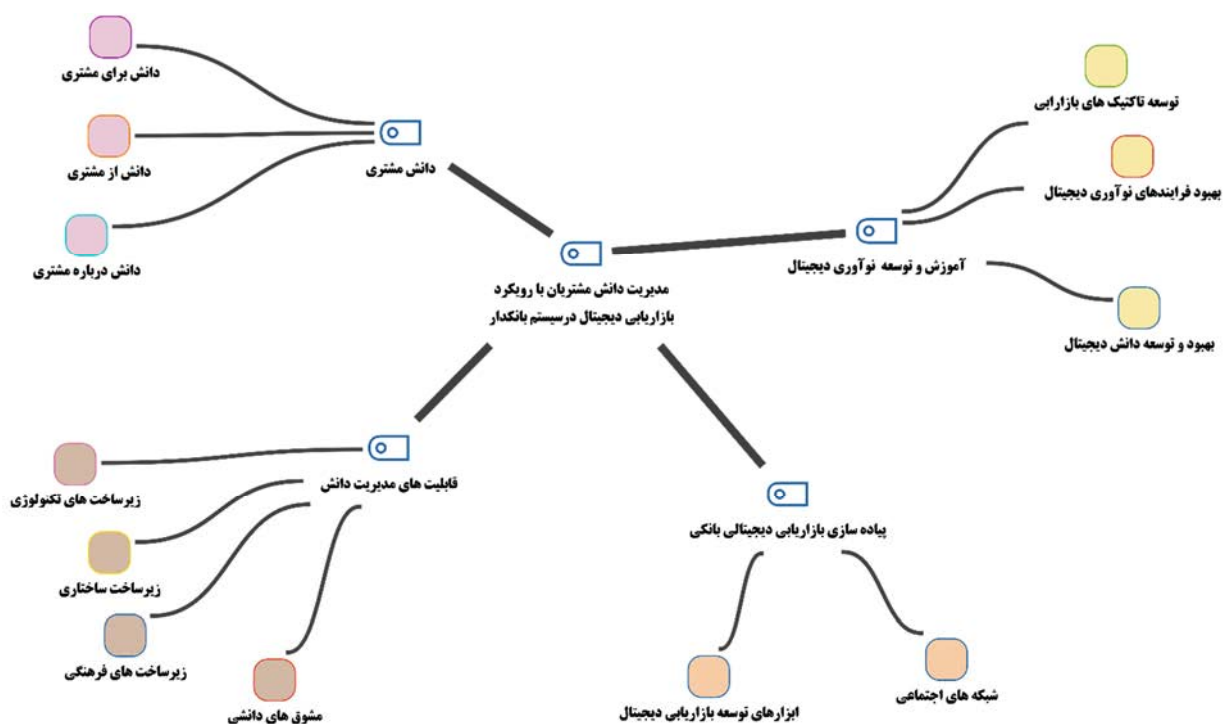 دانش برای مشتری
دانش از مشتری
دانش درباره مشتری
دانش مشتری
توسعه تاکتیک های بازارابی
بهبود فرایندهای نوآوری دیجیتال
آموزش و توسعه نوآوری دیجیتال
بهبود و توسعه دانش دیجیتال
مدیریت دانش مشتریان با رویکرد
بازاریابی دیجیتال درسیستم بانکدار
قابلیت های مدیریت دانش
زیرساخت های تکنولوژی
زیرساخت ساختاری
زیرساخت های فرهنگی
مشوق های دانشی
پیاده سازی بازاریابی دیجیتالی بانکی
ابزارهای توسعه بازاریابی دیجیتال
شبکه های اجتماعی